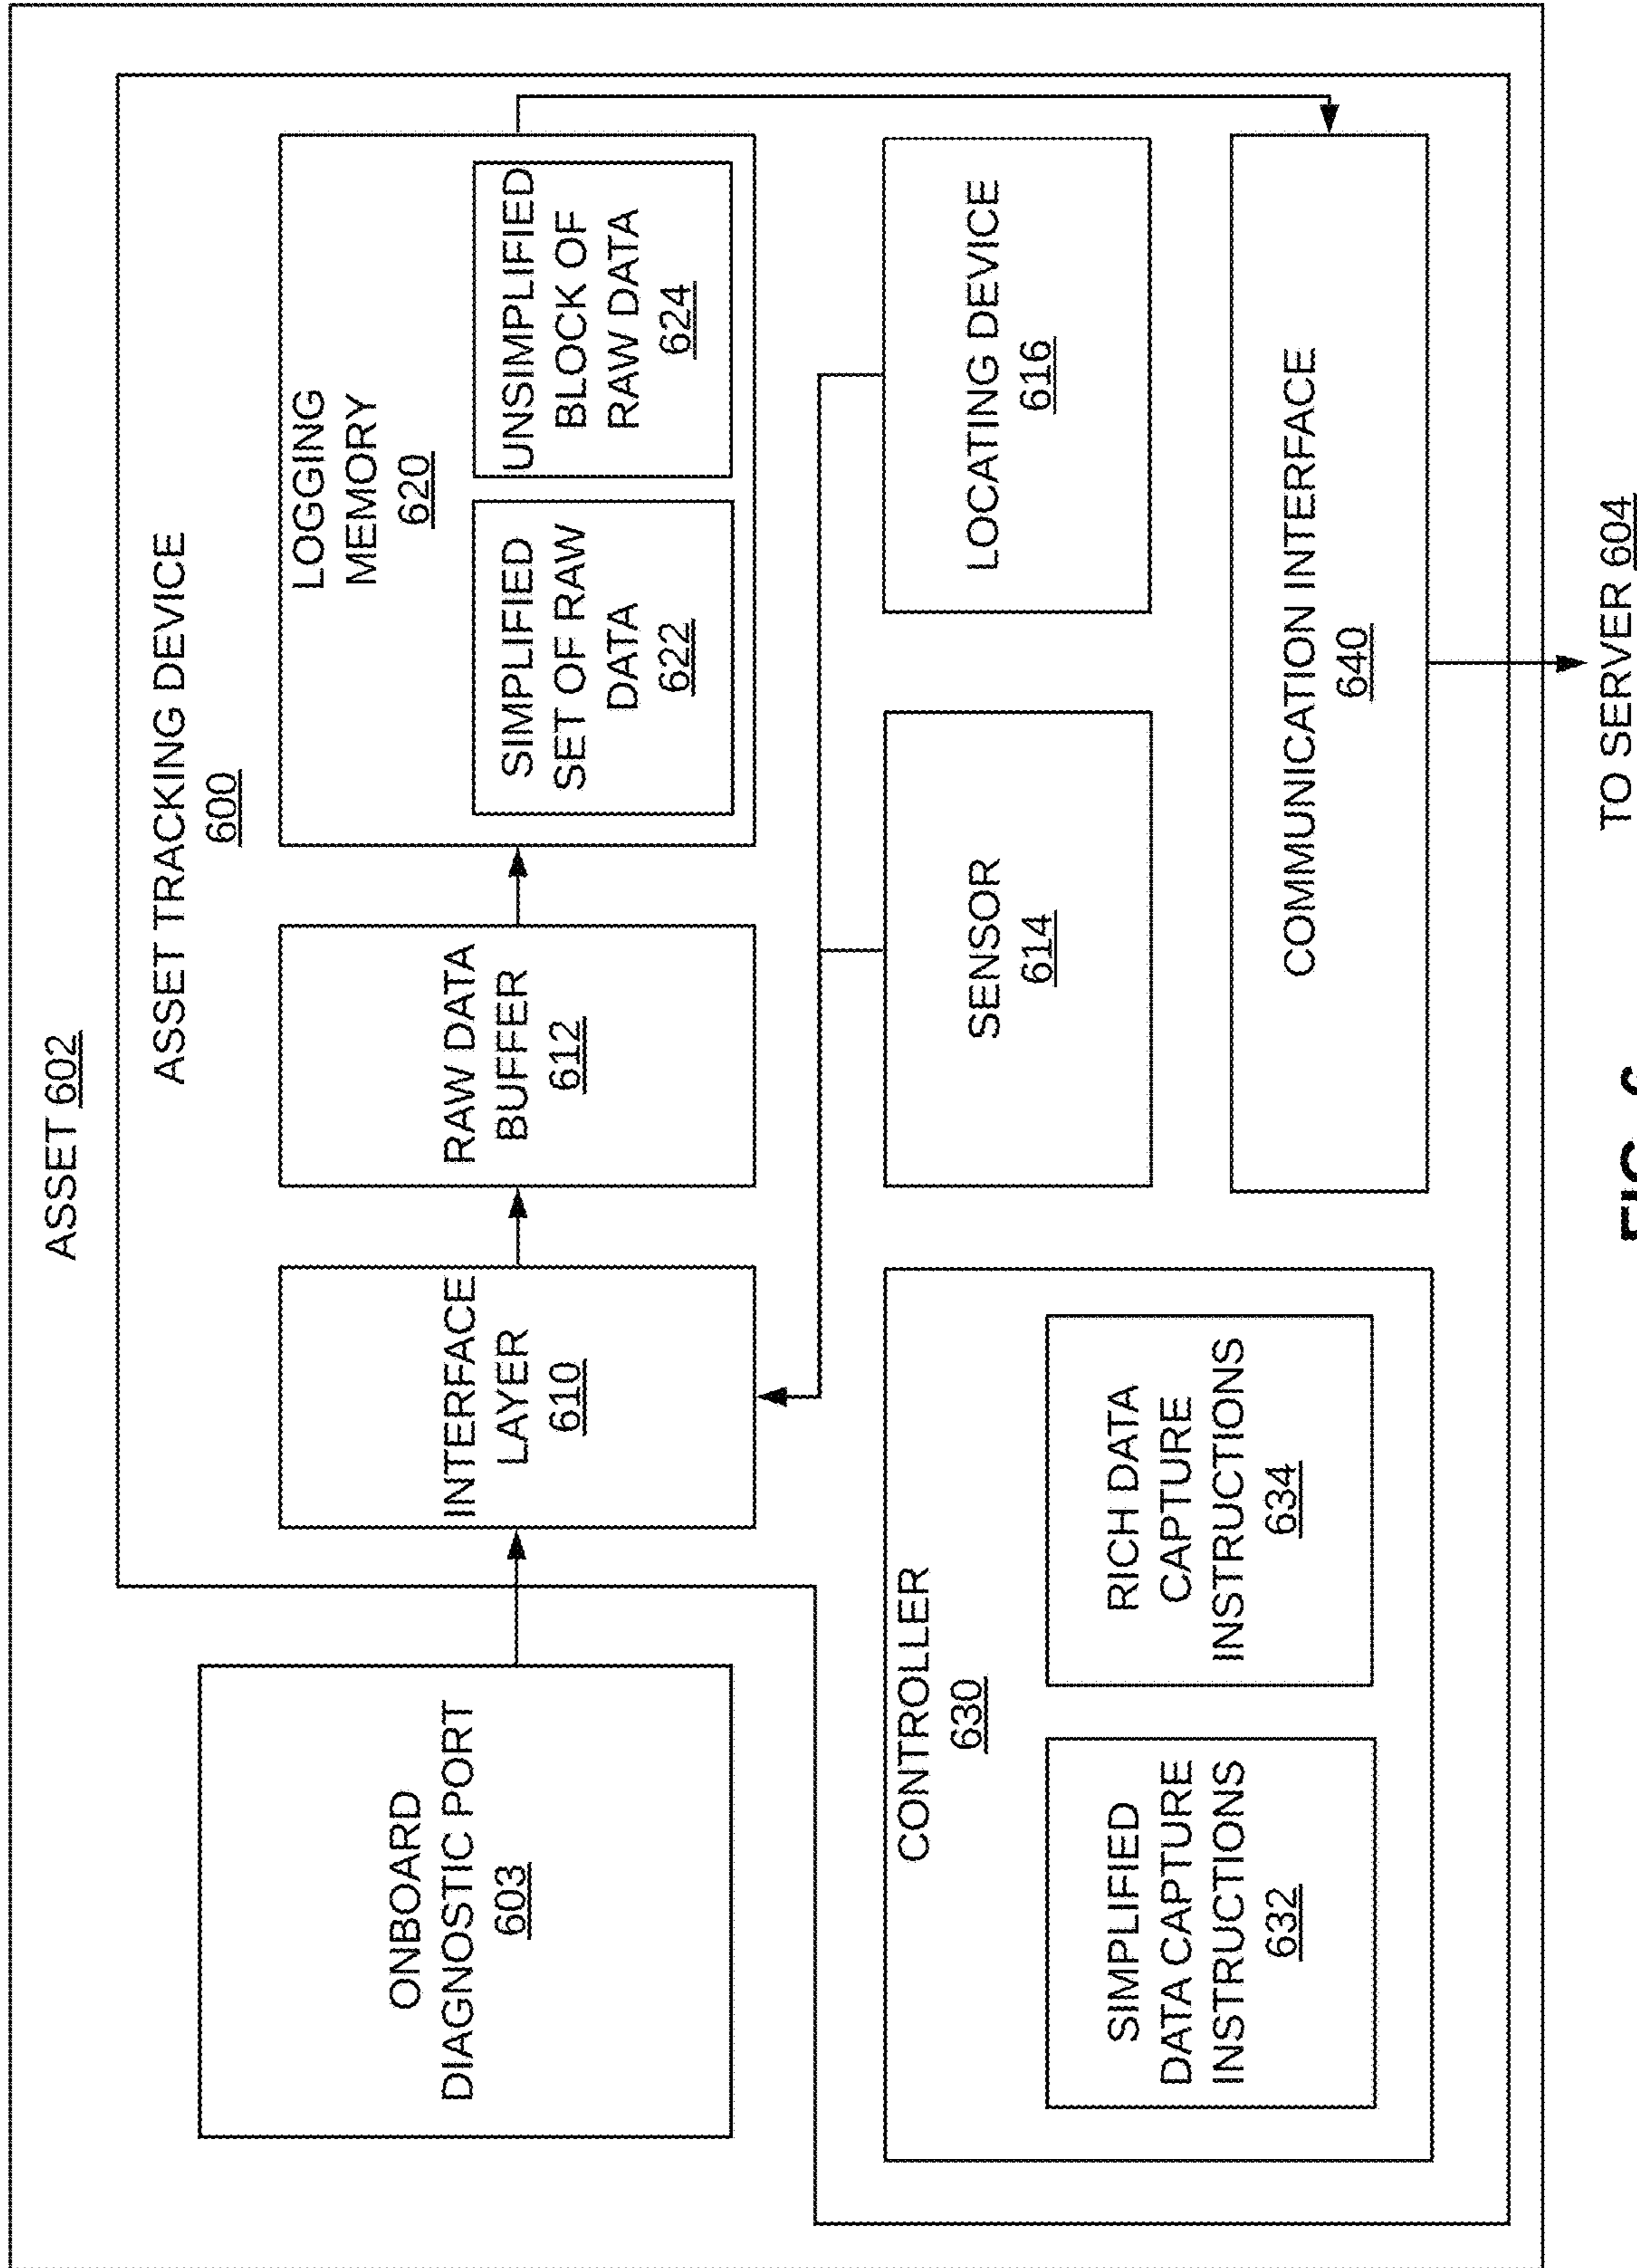 ASSET 602
ASSET TRACKING DEVICE
600
ONBOARD
DIAGNOSTIC PORT
603
INTERFACE
LAYER
610
RAW DATA
BUFFER
612
LOGGING
MEMORY
620
SIMPLIFIED
SET OF RAW
DATA
622
UNSIMPLIFIED
BLOCK OF
RAW DATA
624
CONTROLLER
630
SIMPLIFIED
DATA CAPTURE
INSTRUCTIONS
632
RICH DATA
CAPTURE
INSTRUCTIONS
634
SENSOR
614
LOCATING DEVICE
616
COMMUNICATION INTERFACE
640
TO SERVER 604
FIG.